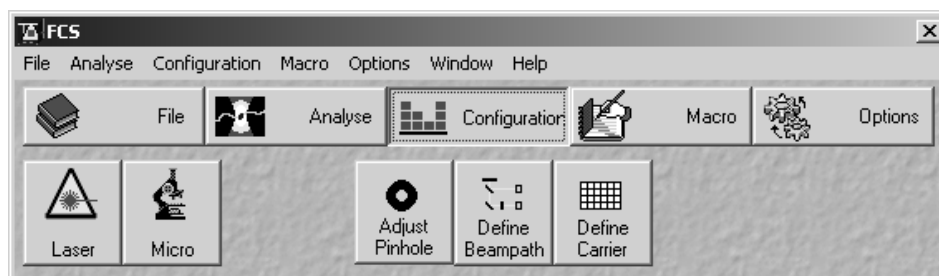 FCS
File Analyse Configuration Macro Options Window Help
File Analyse Configuration Macro Options
Laser Micro Adjust Pinhole Define Beampath Define Carrier